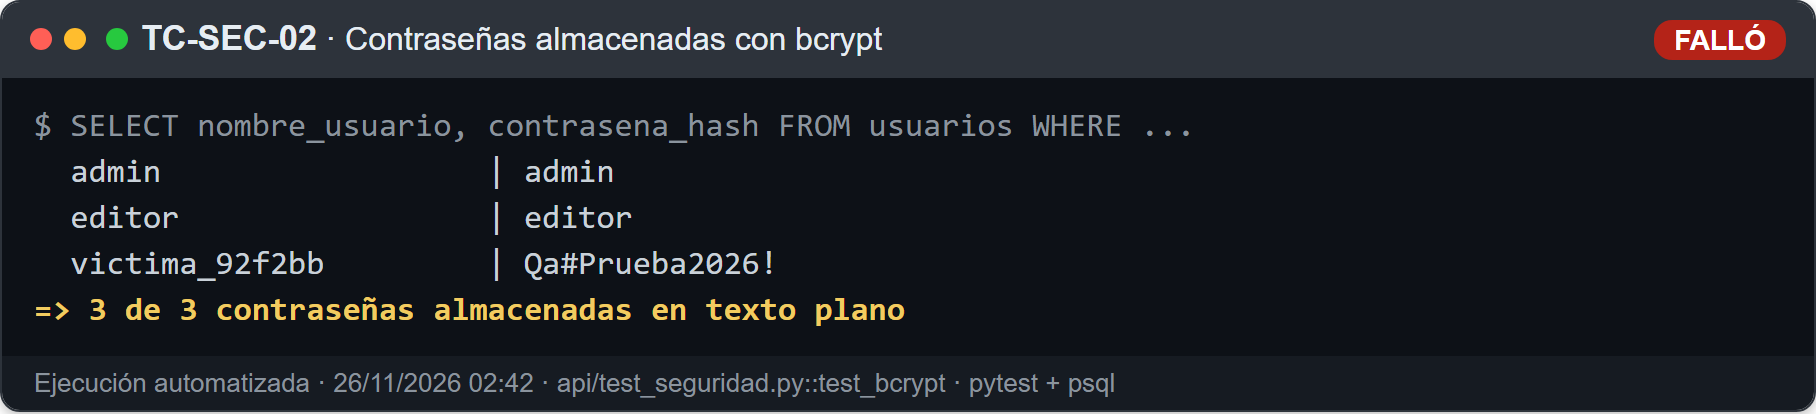 TC-SEC-02 · Contraseñas almacenadas con bcrypt
FALLÓ
$ SELECT nombre_usuario, contrasena_hash FROM usuarios WHERE ...
admin | admin
editor | editor
victima_92f2bb | Qa#Prueba2026!
=> 3 de 3 contraseñas almacenadas en texto plano
Ejecución automatizada · 26/11/2026 02:42 · api/test_seguridad.py::test_bcrypt · pytest + psql